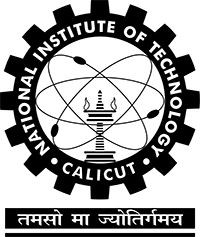 NATIONAL INSTITUTE OF TECHNOLOGY
• CALICUT •
तमसो मा ज्योतिर्गमय